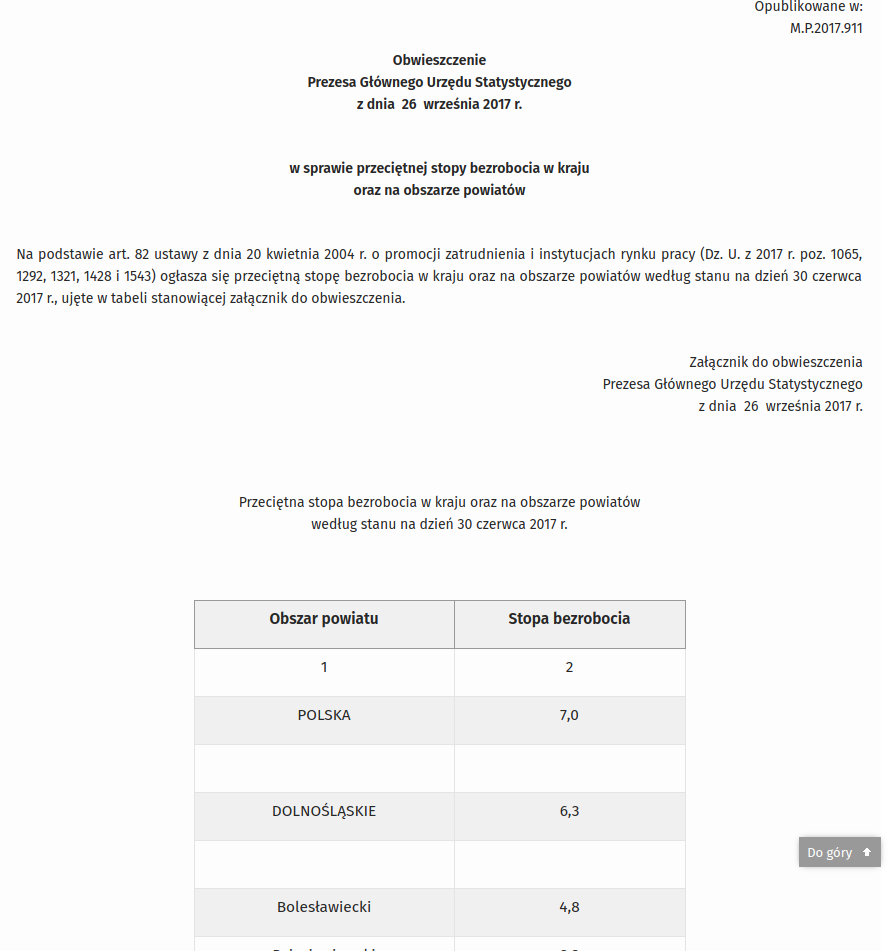 Opublikowane w:
M.P.2017.911
Obwieszczenie
Prezesa Głównego Urzędu Statystycznego
z dnia 26 września 2017 r.
w sprawie przeciętnej stopy bezrobocia w kraju
oraz na obszarze powiatów
Na podstawie art. 82 ustawy z dnia 20 kwietnia 2004 r. o promocji zatrudnienia i instytucjach rynku pracy (Dz. U. z 2017 r. poz. 1065,
1292, 1321, 1428 i 1543) ogłasza się przeciętną stopę bezrobocia w kraju oraz na obszarze powiatów według stanu na dzień 30 czerwca
2017 r., ujęte w tabeli stanowiącej załącznik do obwieszczenia.
Załącznik do obwieszczenia
Prezesa Głównego Urzędu Statystycznego
z dnia 26 września 2017 r.
Przeciętna stopa bezrobocia w kraju oraz na obszarze powiatów
według stanu na dzień 30 czerwca 2017 r.
Obszar powiatu Stopa bezrobocia
1 2
POLSKA 7,0
DOLNOŚLĄSKIE 6,3
Do góry
Bolesławiecki 4,8